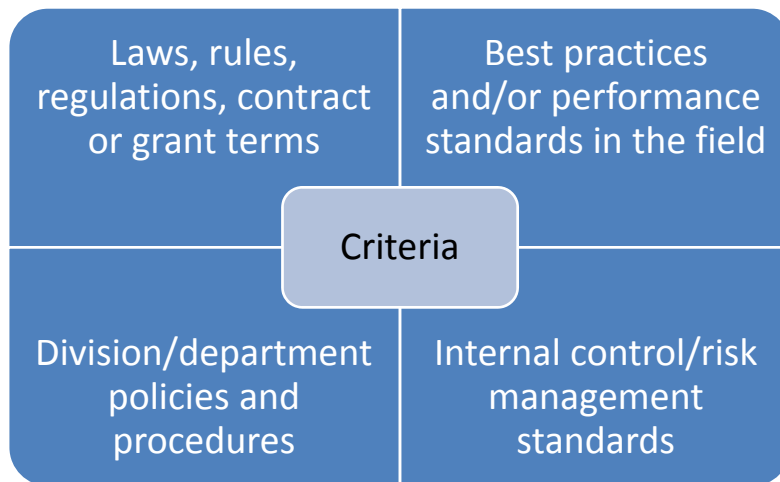 Laws, rules,
regulations, contract
or grant terms
Best practices
and/or performance
standards in the field
Criteria
Division/department
policies and
procedures
Internal control/risk
management
standards